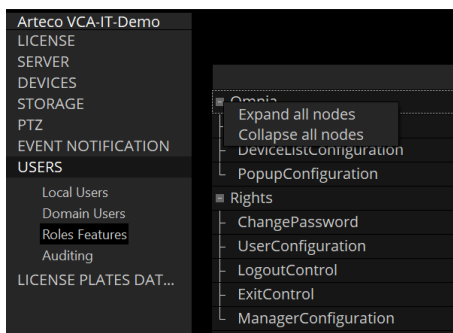 Arteco VCA-IT-Demo
LICENSE
SERVER
DEVICES
STORAGE
PTZ
EVENT NOTIFICATION
USERS
Local Users
Domain Users
Roles Features
Auditing
LICENSE PLATES DAT...
Omnia
Expand all nodes
Collapse all nodes
DeviceListConfiguration
PopupConfiguration
Rights
ChangePassword
UserConfiguration
LogoutControl
ExitControl
ManagerConfiguration